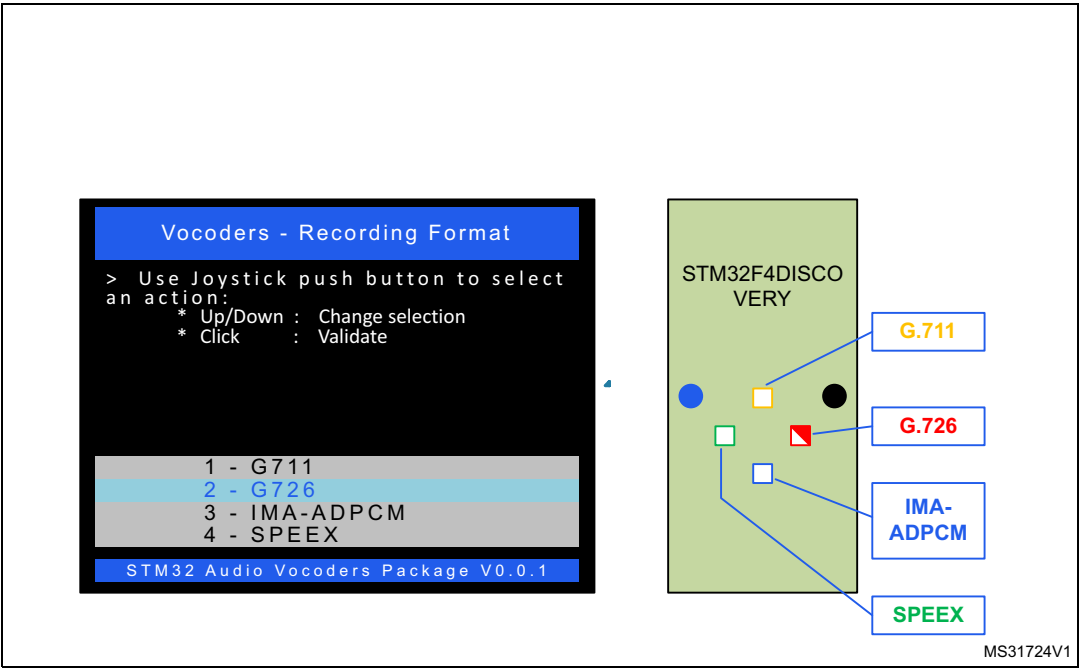 Vocoders - Recording Format
> Use Joystick push button to select
an action:
* Up/Down : Change selection
* Click : Validate
1 - G711
2 - G726
3 - IMA-ADPCM
4 - SPEEX
STM32 Audio Vocoders Package V0.0.1
STM32F4DISCO
VERY
G.711
G.726
IMA-
ADPCM
SPEEX
MS31724V1